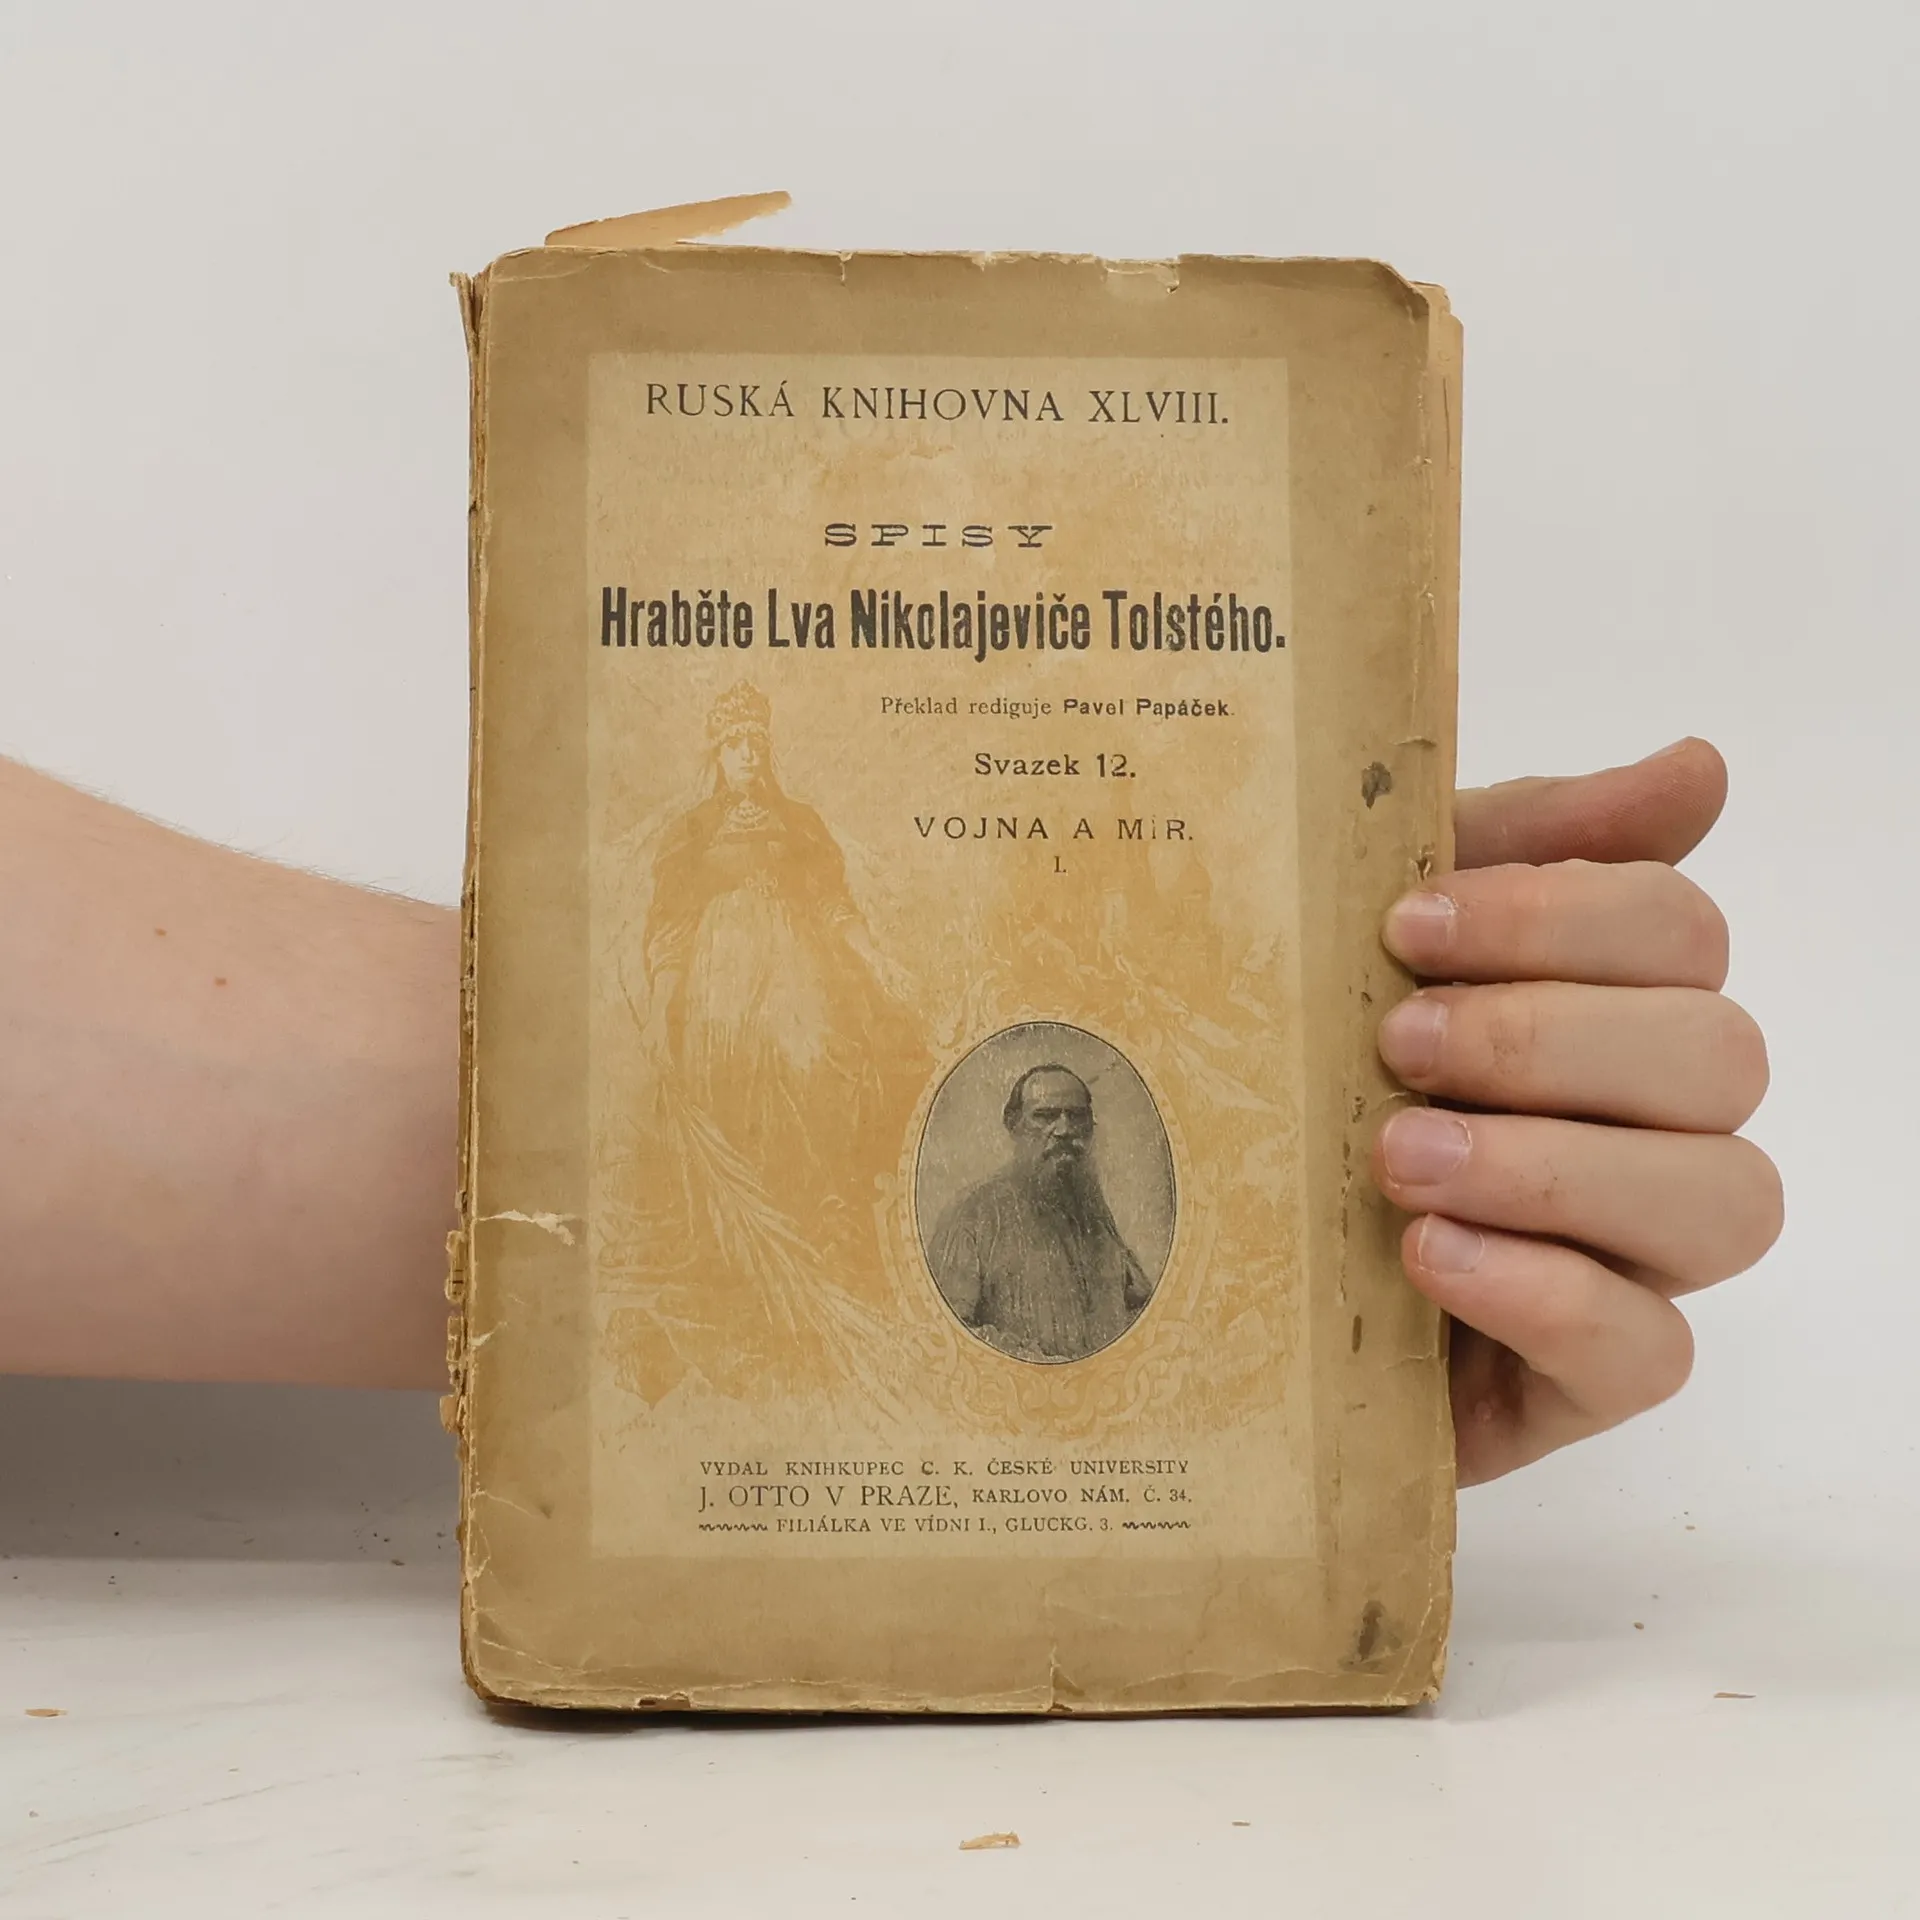 RUSKÁ KNIHOVNA XLVIII.
SPISY
Hraběte Lva Nikolajeviče Tolstého.
Překlad rediguje Pavel Papáček.
Svazek 12.
VOJNA A MÍR.
I.
VYDAL KNIHKUPEC C. K. ČESKÉ UNIVERSITY
J. OTTO V PRAZE, KARLOVO NÁM. Č. 34.
FILIÁLKA VE VÍDNI I., GLUCKG. 3.